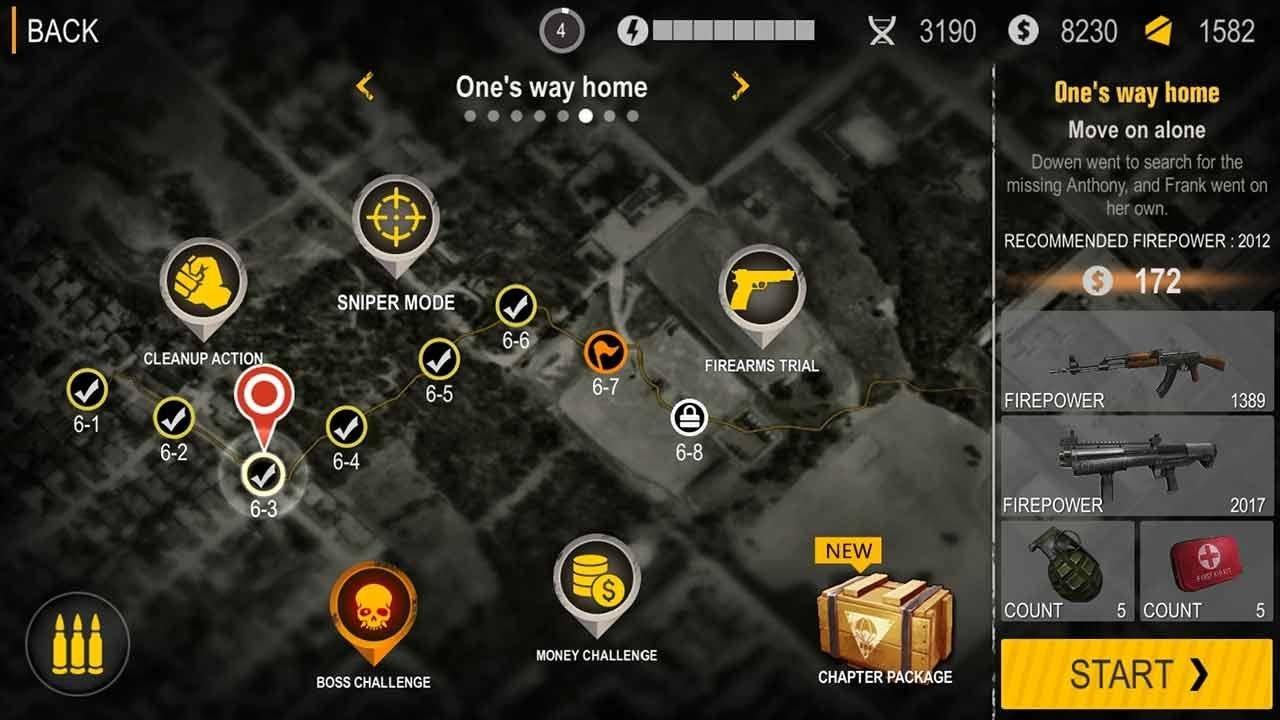 BACK
4
3190
8230
1582
One's way home
One's way home
Move on alone
Dowen went to search for the
missing Anthony, and Frank went on
her own.
RECOMMENDED FIREPOWER : 2012
172
SNIPER MODE
CLEANUP ACTION
FIREARMS TRIAL
6-1
6-2
6-3
6-4
6-5
6-6
6-7
6-8
FIREPOWER 1389
FIREPOWER 2017
COUNT 5
COUNT 5
FIRST AID KIT
BOSS CHALLENGE
MONEY CHALLENGE
NEW
CHAPTER PACKAGE
START